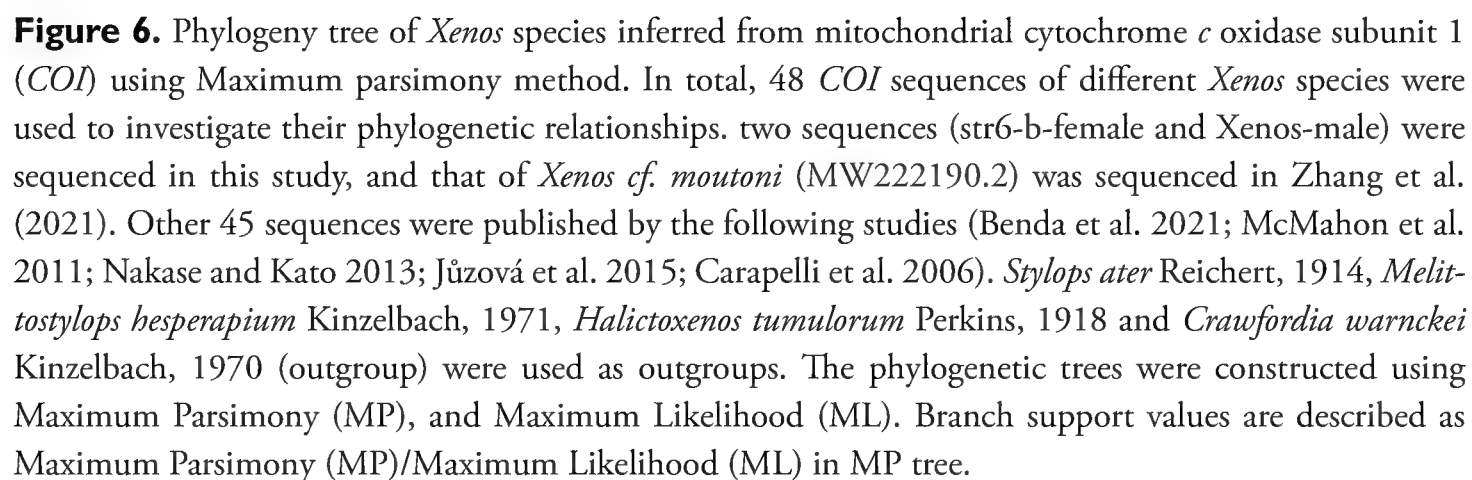 Figure 6. Phylogeny tree of Xenos species inferred from mitochondrial cytochrome c oxidase subunit 1
(COI) using Maximum parsimony method. In total, 48 COI sequences of different Xenos species were
used to investigate their phylogenetic relationships. two sequences (str6-b-female and Xenos-male) were
sequenced in this study, and that of Xenos cf. moutoni (MW222190.2) was sequenced in Zhang et al.
(2021). Other 45 sequences were published by the following studies (Benda et al. 2021; McMahon et al.
2011; Nakase and Kato 2013; Jůzová et al. 2015; Carapelli et al. 2006). Stylops ater Reichert, 1914, Melit-
tostylops hesperapium Kinzelbach, 1971, Halictoxenos tumulorum Perkins, 1918 and Crawfordia warnckei
Kinzelbach, 1970 (outgroup) were used as outgroups. The phylogenetic trees were constructed using
Maximum Parsimony (MP), and Maximum Likelihood (ML). Branch support values are described as
Maximum Parsimony (MP)/Maximum Likelihood (ML) in MP tree.